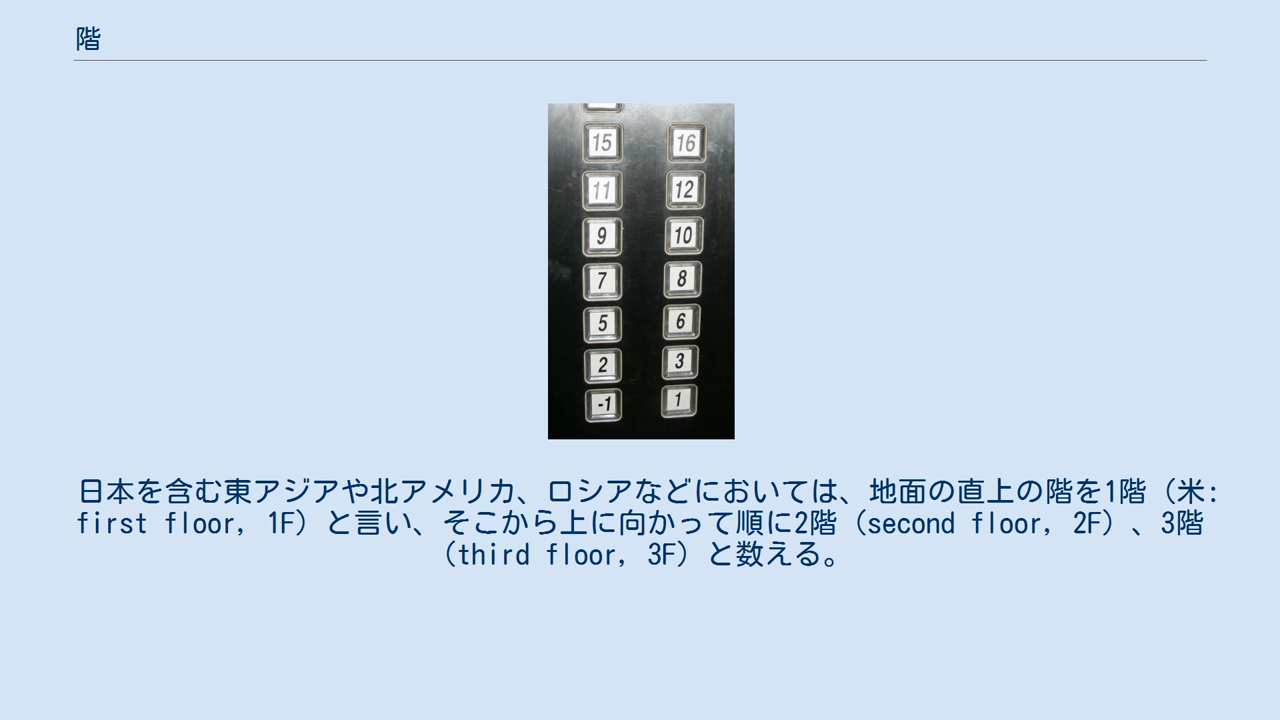 階
15 16
11 12
9 10
7 8
5 6
2 3
-1 1
日本を含む東アジアや北アメリカ、ロシアなどにおいては、地面の直上の階を1階（米:
first floor, 1F）と言い、そこから上に向かって順に2階（second floor, 2F）、3階
（third floor, 3F）と数える。